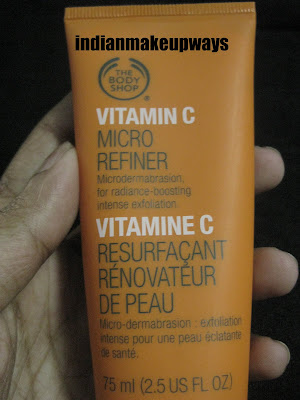 indianmakeupways
THE
BODY
SHOP
VITAMIN C
MICRO
REFINER
Microdermabrasion,
for radiance-boosting
intense exfoliation.
VITAMINE C
RESURFAÇANT
RÉNOVATEUR
DE PEAU
Micro-dermabrasion : exfoliation
intense pour une peau éclatante
de santé.
75 ml (2.5 US FL OZ)